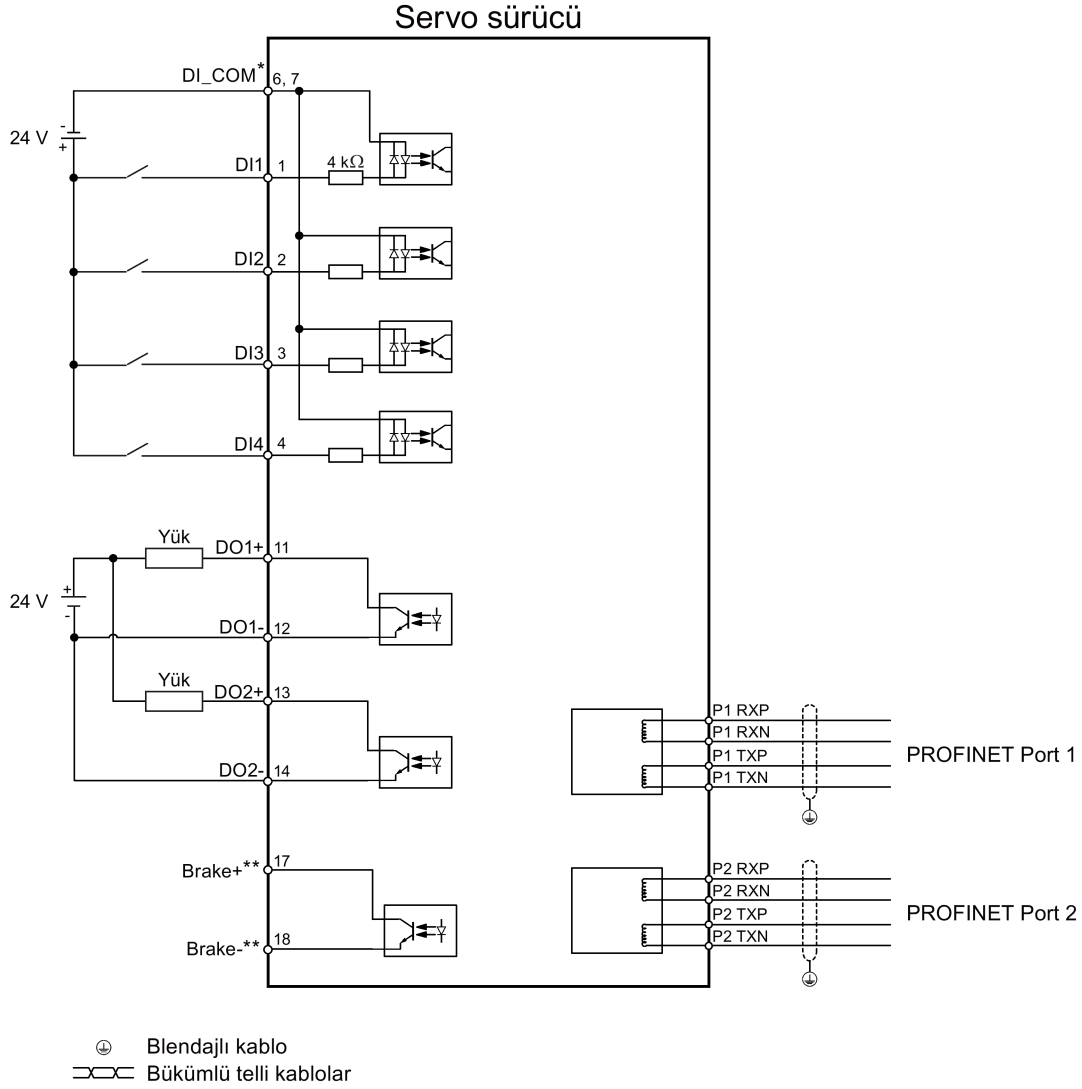 Servo sürücü
DI_COM* 6, 7
24 V
-
+
DI1 1 4 kΩ
DI2 2
DI3 3
DI4 4
Yük
DO1+ 11
24 V
+
-
DO1- 12
Yük
DO2+ 13
DO2- 14
Brake+** 17
Brake-** 18
P1 RXP
P1 RXN
P1 TXP
P1 TXN
PROFINET Port 1
P2 RXP
P2 RXN
P2 TXP
P2 TXN
PROFINET Port 2
Blendajlı kablo
Bükümlü telli kablolar